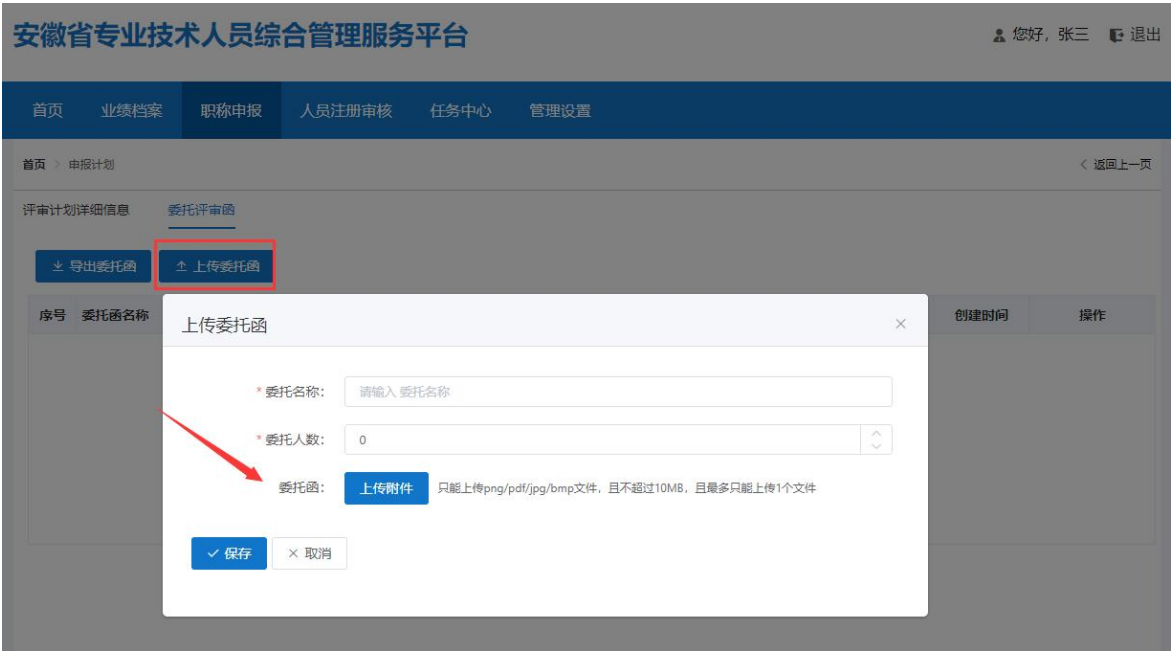 安徽省专业技术人员综合管理服务平台
您好，张三 退出
首页 业绩档案 职称申报 人员注册审核 任务中心 管理设置
首页 > 申报计划 < 返回上一页
评审计划详细信息 委托评审函
导出委托函 上传委托函
序号 委托函名称 创建时间 操作
上传委托函 ×
* 委托名称： 请输入 委托名称
* 委托人数： 0
委托函： 上传附件 只能上传png/pdf/jpg/bmp文件，且不超过10MB，且最多只能上传1个文件
保存 取消